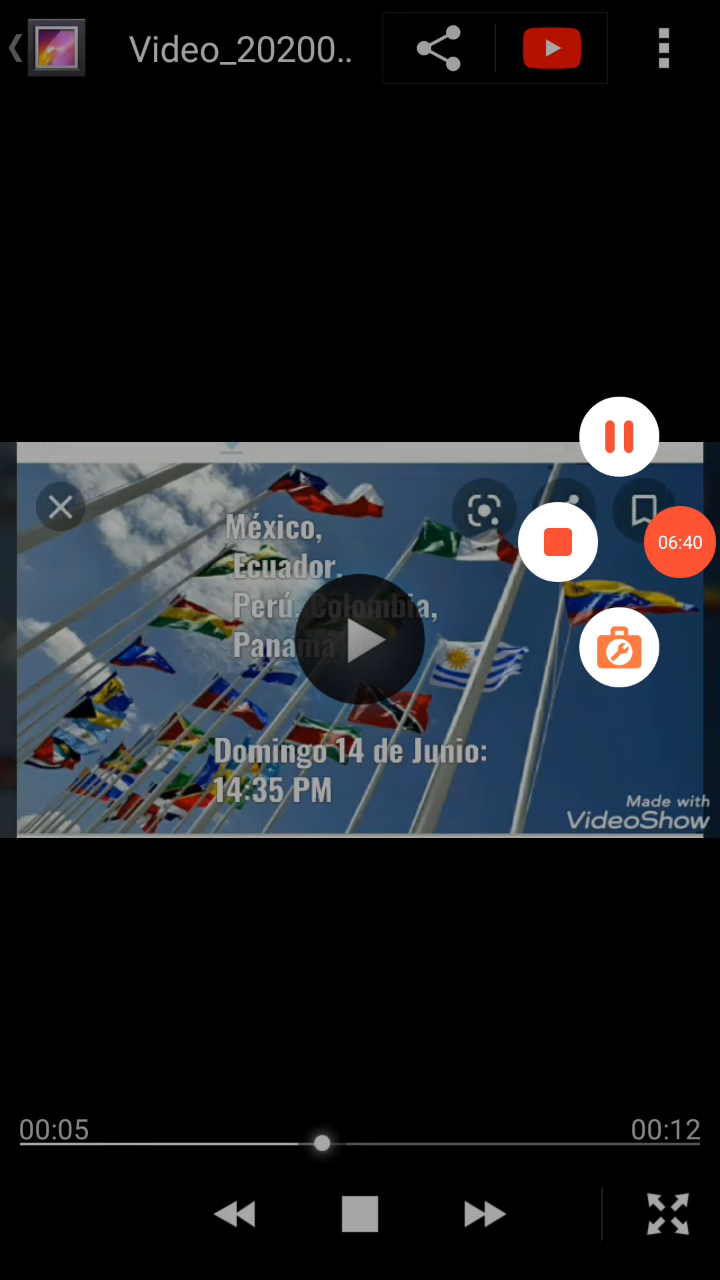 Video_20200..
06:40
México,
Ecuador,
Perú, Colombia,
Panamá
Domingo 14 de Junio:
14:35 PM
Made with
VideoShow
00:05
00:12